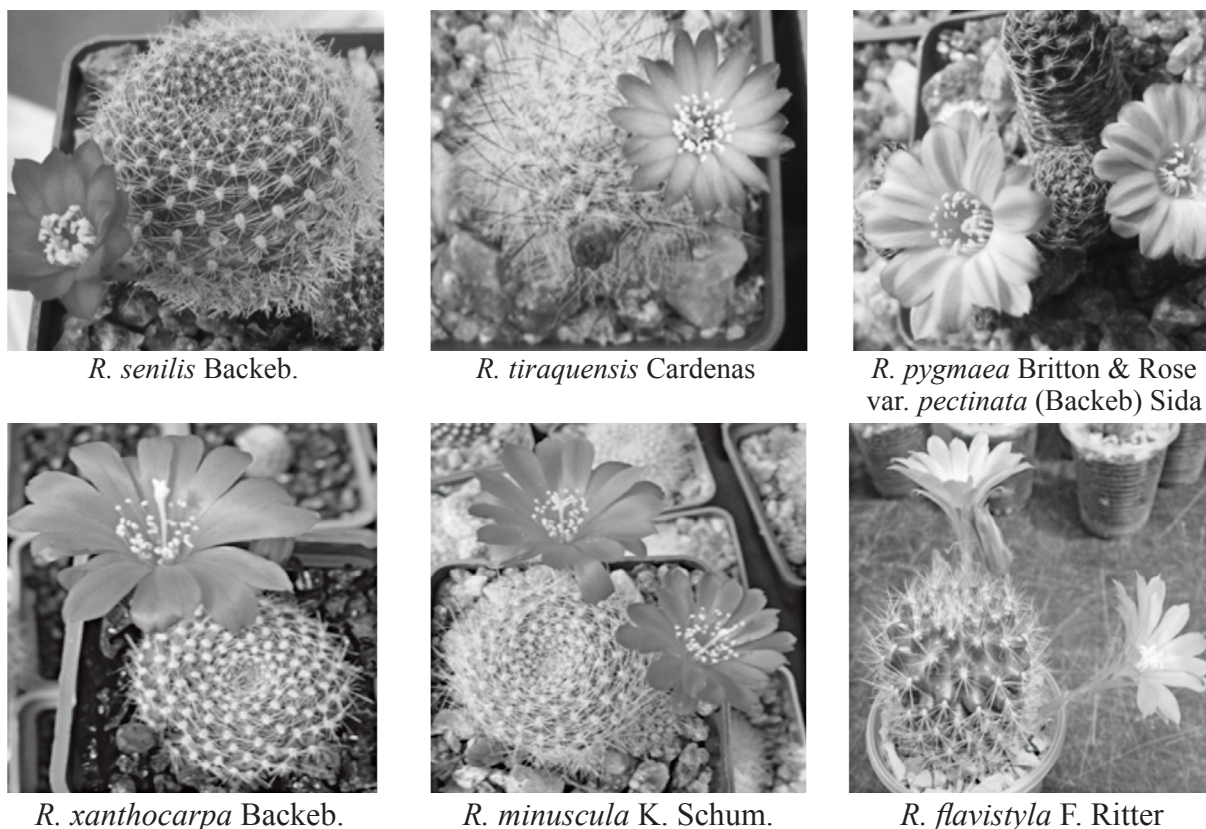 R. senilis Backeb.
R. tiraquensis Cardenas
R. pygmaea Britton & Rose
var. pectinata (Backeb) Sida
R. xanthocarpa Backeb.
R. minuscula K. Schum.
R. flavistyla F. Ritter